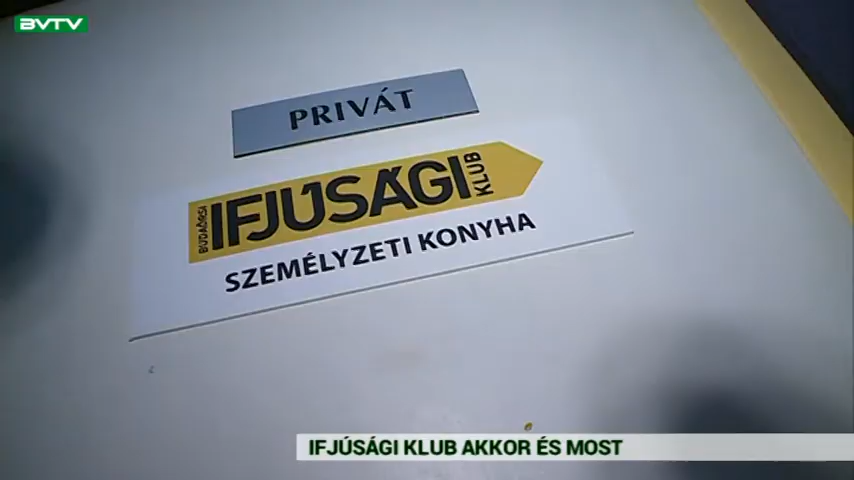 BVTV
PRIVÁT
BUDAÖRSI IFJÚSÁGI KLUB
SZEMÉLYZETI KONYHA
IFJÚSÁGI KLUB AKKOR ÉS MOST